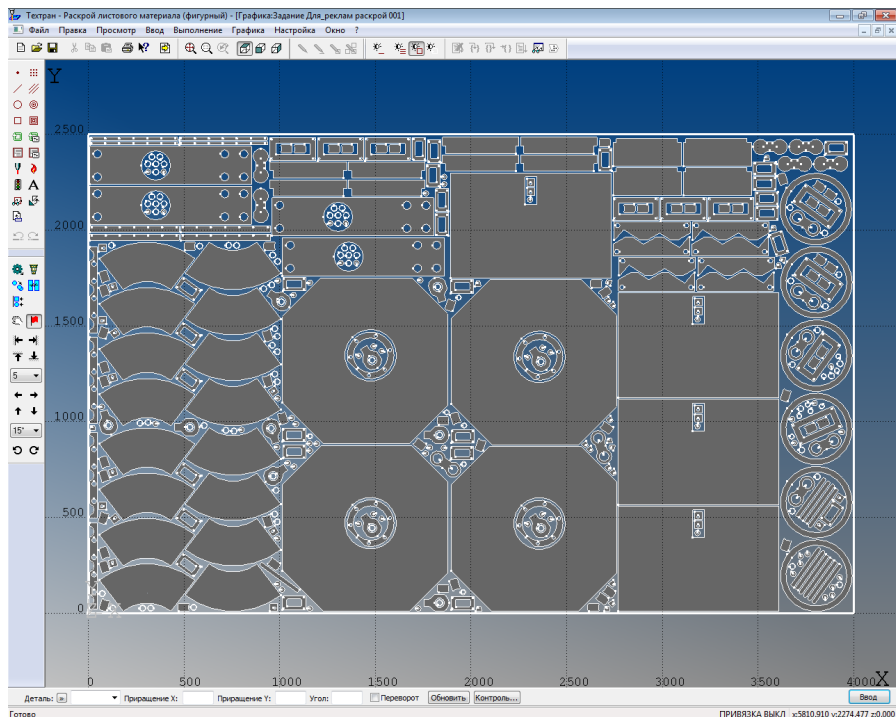 Техтран - Раскрой листового материала (фигурный) - [Графика:Задание Для_реклам раскрой 001]
Файл Правка Просмотр Ввод Выполнение Графика Настройка Окно ?
Y
2500
2000
1500
1000
500
0
0 500 1000 1500 2000 2500 3000 3500 4000 X
A
5
15°
Деталь: Приращение X: Приращение Y: Угол: Переворот Обновить Контроль... Ввод
Готово ПРИВЯЗКА ВЫКЛ x:5810,910 y:2274,477 z:0,000